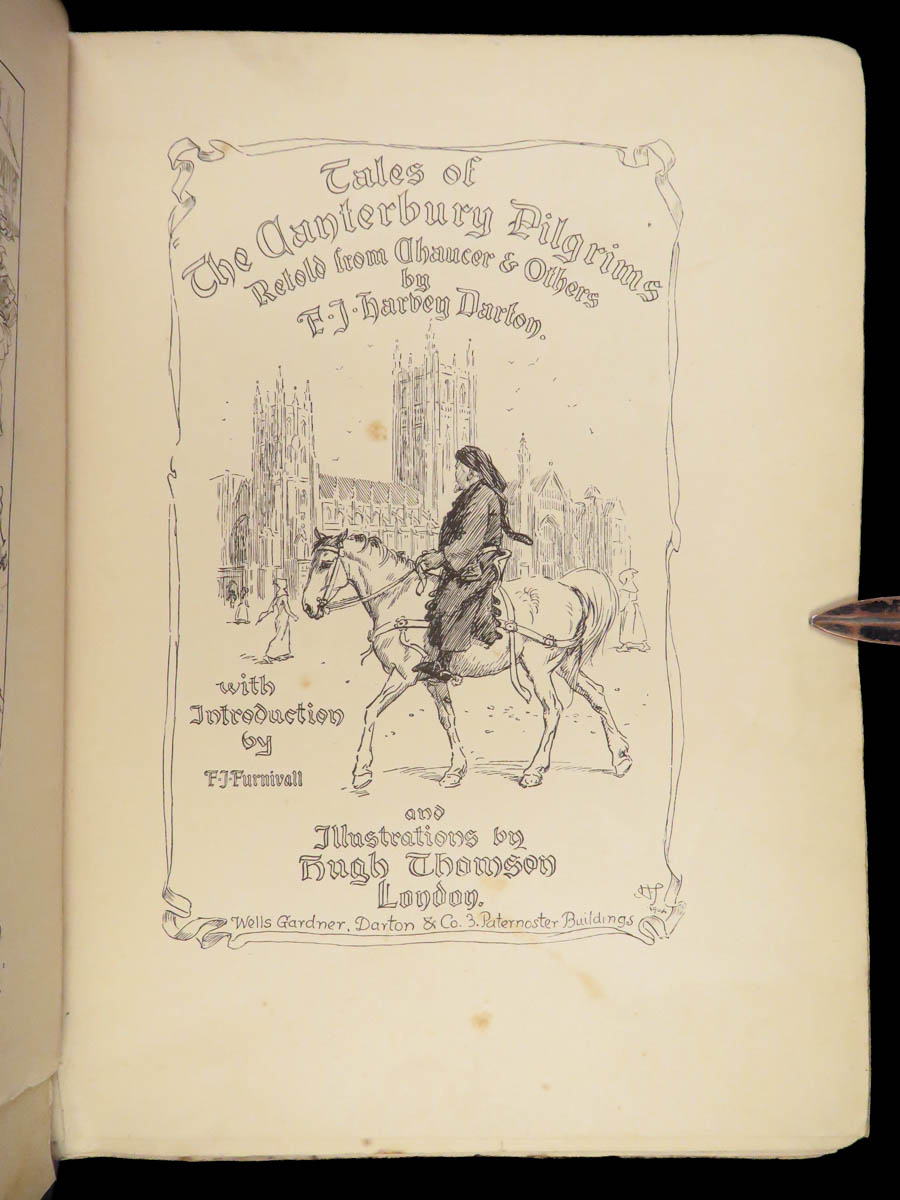 Tales of
The Canterbury Pilgrims
Retold from Chaucer & Others
by
F·J·Harvey Darton.
with
Introduction
by
F·J·Furnivall
and
Illustrations by
Hugh Thomson
London.
Wells Gardner, Darton & Co. 3. Paternoster Buildings